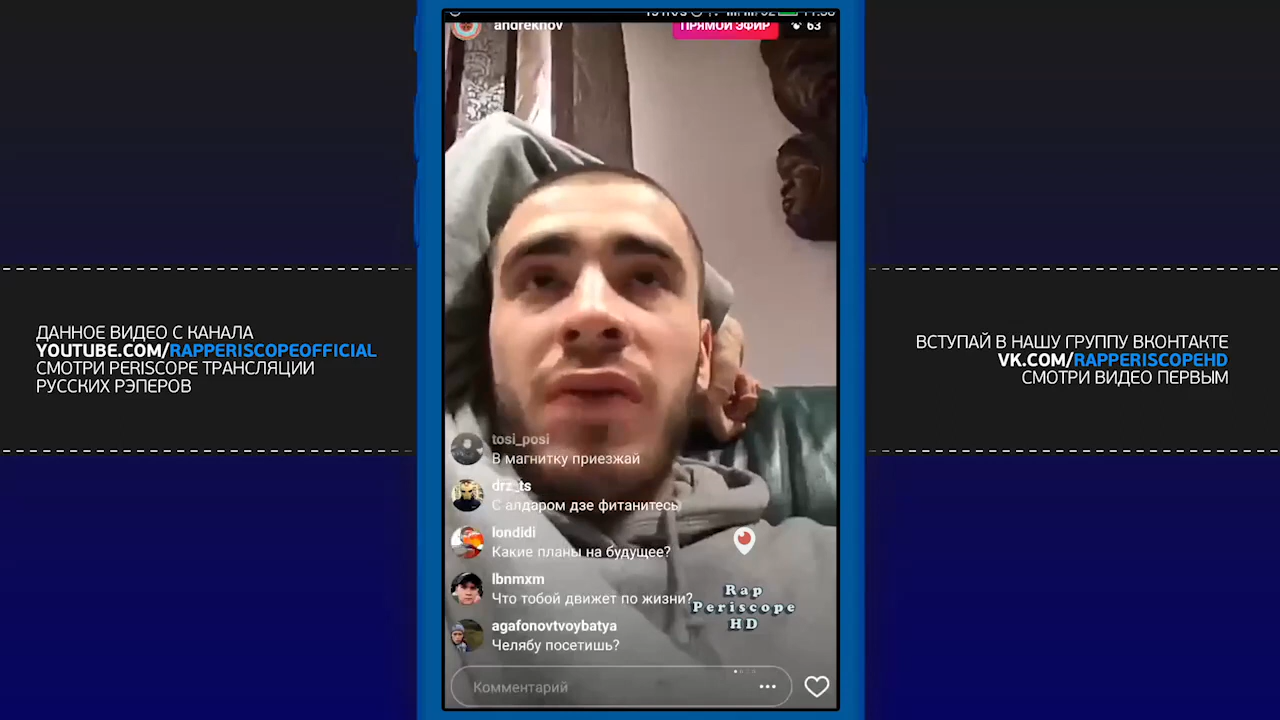 andrekhov
ПРЯМОЙ ЭФИР
63
ДАННОЕ ВИДЕО С КАНАЛА
YOUTUBE.COM/RAPPERISCOPEOFFICIAL
СМОТРИ PERISCOPE ТРАНСЛЯЦИИ
РУССКИХ РЭПЕРОВ
ВСТУПАЙ В НАШУ ГРУППУ ВКОНТАКТЕ
VK.COM/RAPPERISCOPEHD
СМОТРИ ВИДЕО ПЕРВЫМ
tosi_posi
В магнитку приезжай
drz_ts
С алдаром дзе фитанитесь
londidi
Какие планы на будущее?
lbnmxm
Что тобой движет по жизни?
agafonovtvoybatya
Челябу посетишь?
Rap
Periscope
HD
Комментарий